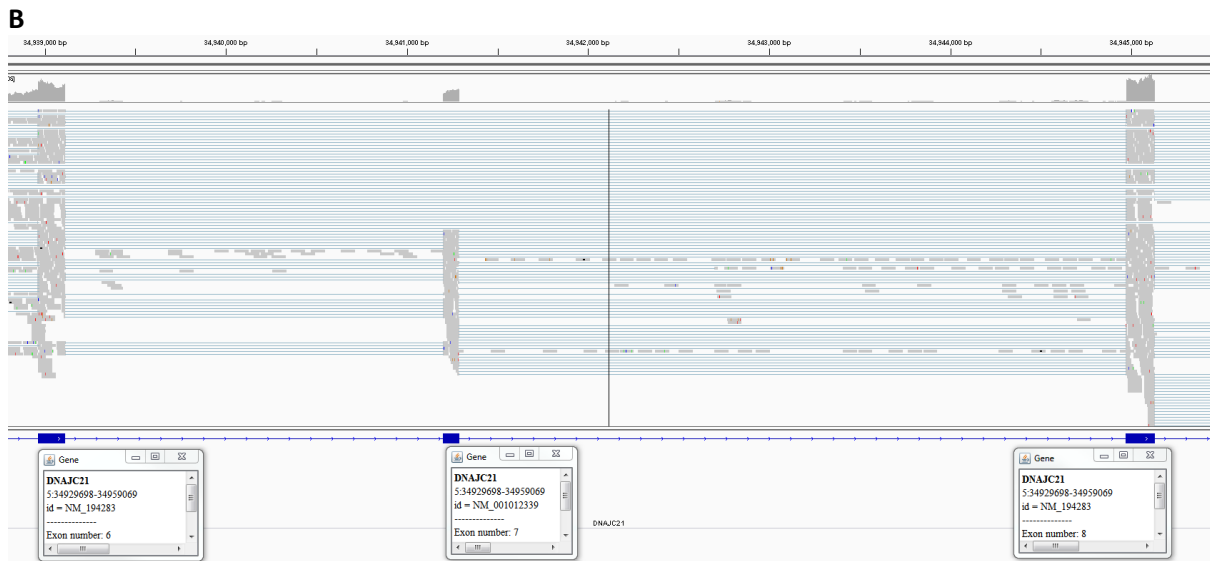 B
34,939,000 bp 34,940,000 bp 34,941,000 bp 34,942,000 bp 34,943,000 bp 34,944,000 bp 34,945,000 bp
Gene
DNAJC21
5:34929698-34959069
id = NM_194283
--------------
Exon number: 6
Gene
DNAJC21
5:34929698-34959069
id = NM_001012339
--------------
Exon number: 7
DNAJC21
Gene
DNAJC21
5:34929698-34959069
id = NM_194283
--------------
Exon number: 8